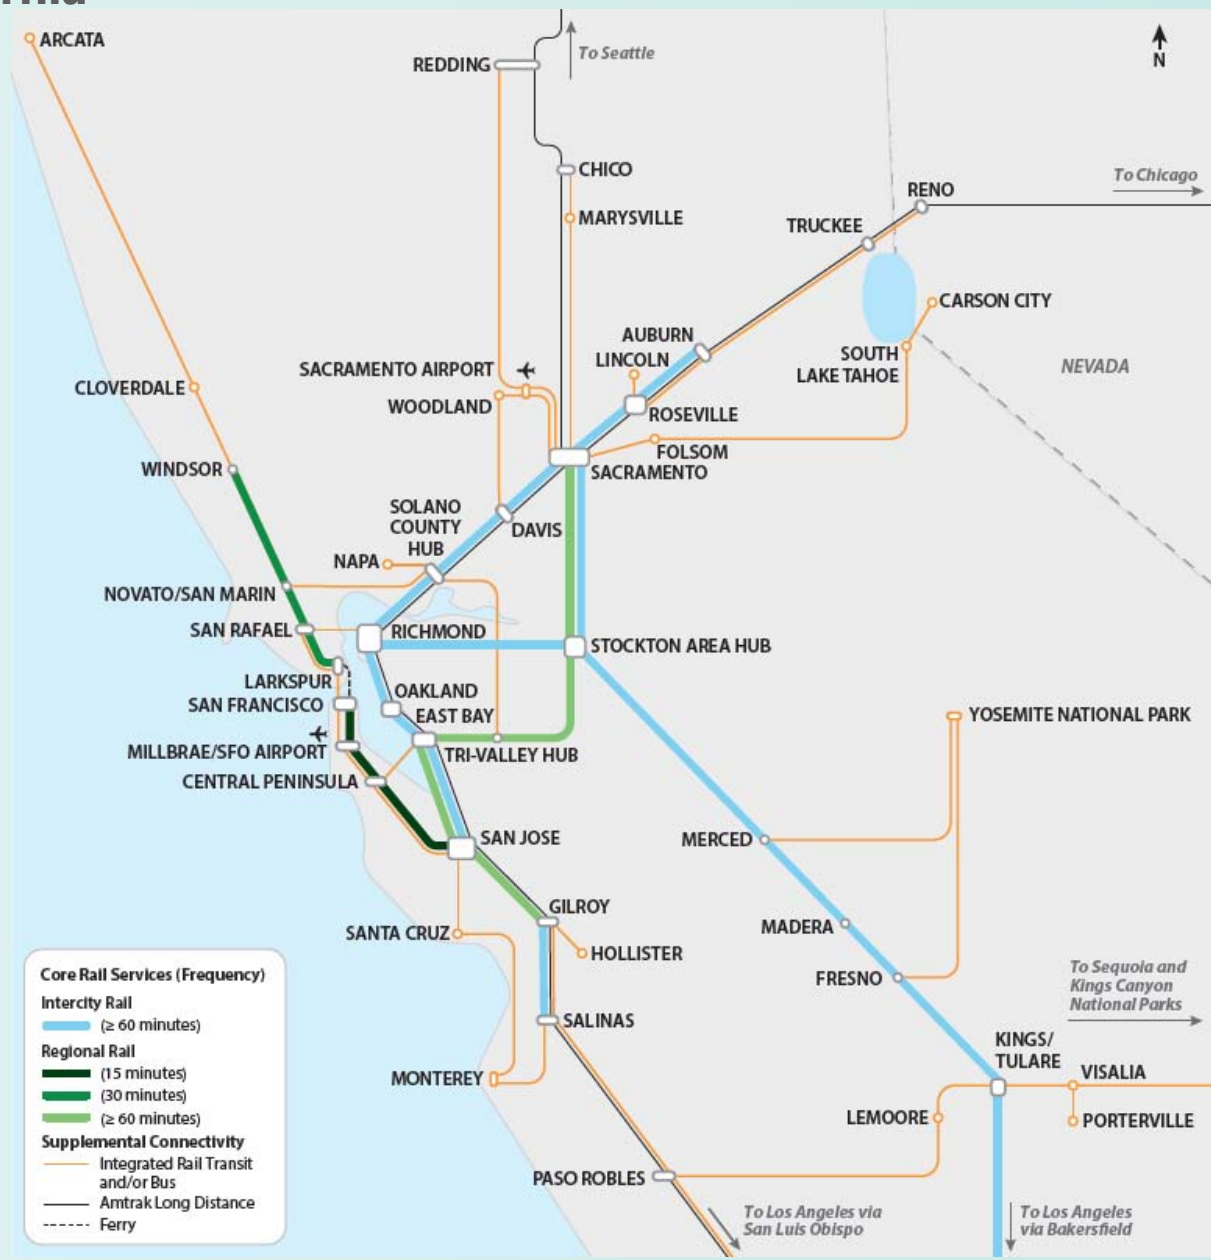 ARCATA
REDDING
To Seattle
N
CHICO
MARYSVILLE
RENO
To Chicago
TRUCKEE
CARSON CITY
AUBURN
LINCOLN
SOUTH
LAKE TAHOE
NEVADA
SACRAMENTO AIRPORT
WOODLAND
CLOVERDALE
ROSEVILLE
FOLSOM
SACRAMENTO
WINDSOR
SOLANO
COUNTY
HUB
DAVIS
NAPA
NOVATO/SAN MARIN
SAN RAFAEL
RICHMOND
STOCKTON AREA HUB
LARKSPUR
SAN FRANCISCO
OAKLAND
EAST BAY
TRI-VALLEY HUB
MILLBRAE/SFO AIRPORT
CENTRAL PENINSULA
YOSEMITE NATIONAL PARK
SAN JOSE
MERCED
GILROY
SANTA CRUZ
HOLLISTER
MADERA
FRESNO
To Sequoia and
Kings Canyon
National Parks
SALINAS
KINGS/
TULARE
VISALIA
MONTEREY
LEMOORE
PORTERVILLE
PASO ROBLES
To Los Angeles via
San Luis Obispo
To Los Angeles
via Bakersfield
Core Rail Services (Frequency)
Intercity Rail
(≥ 60 minutes)
Regional Rail
(15 minutes)
(30 minutes)
(≥ 60 minutes)
Supplemental Connectivity
Integrated Rail Transit
and/or Bus
Amtrak Long Distance
Ferry